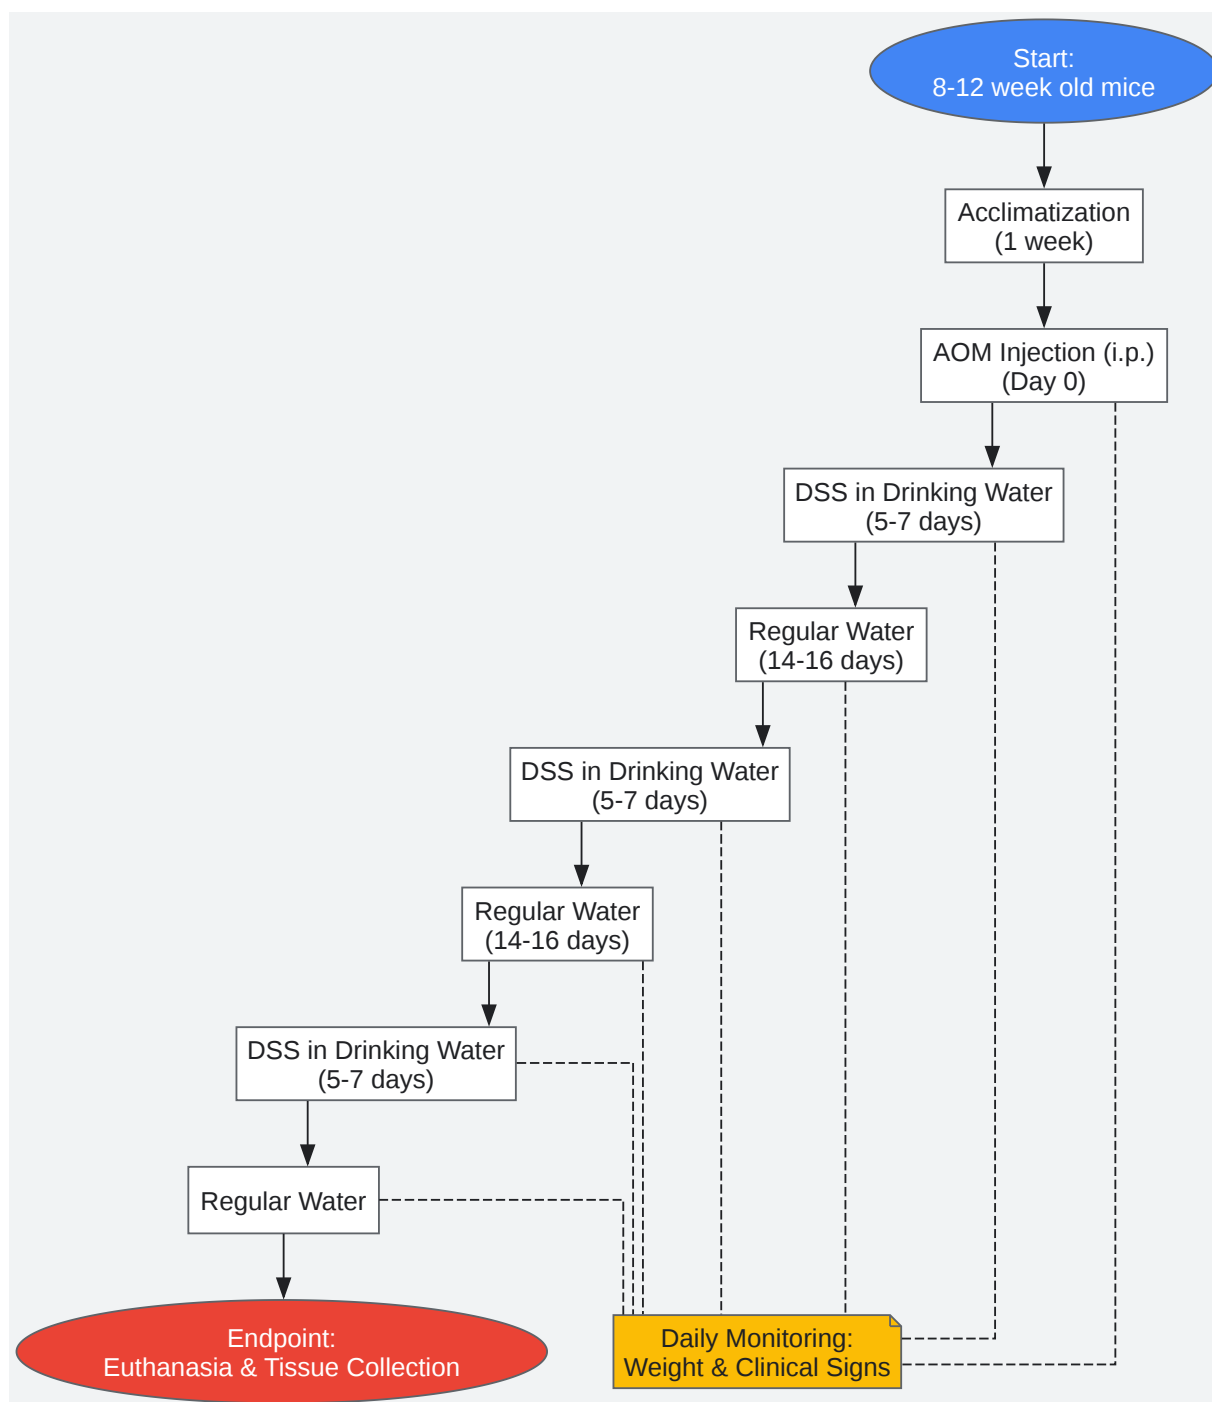 Start:
8-12 week old mice
Acclimatization
(1 week)
AOM Injection (i.p.)
(Day 0)
DSS in Drinking Water
(5-7 days)
Regular Water
(14-16 days)
DSS in Drinking Water
(5-7 days)
Regular Water
(14-16 days)
DSS in Drinking Water
(5-7 days)
Regular Water
Endpoint:
Euthanasia & Tissue Collection
Daily Monitoring:
Weight & Clinical Signs